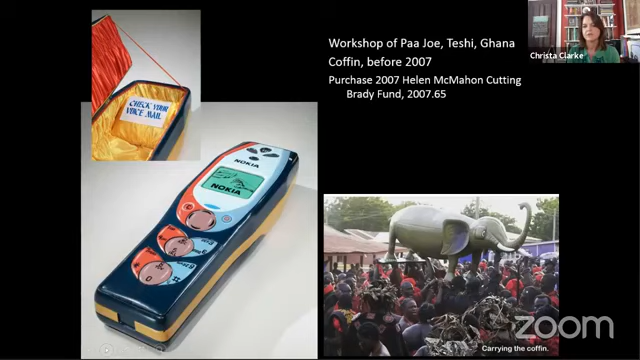 Workshop of Paa Joe, Teshi, Ghana
Coffin, before 2007
Purchase 2007 Helen McMahon Cutting
Brady Fund, 2007.65
Christa Clarke
CHECK YOUR
VOICE MAIL
NOKIA
NOKIA
C
0
Carrying the coffin.
zoom